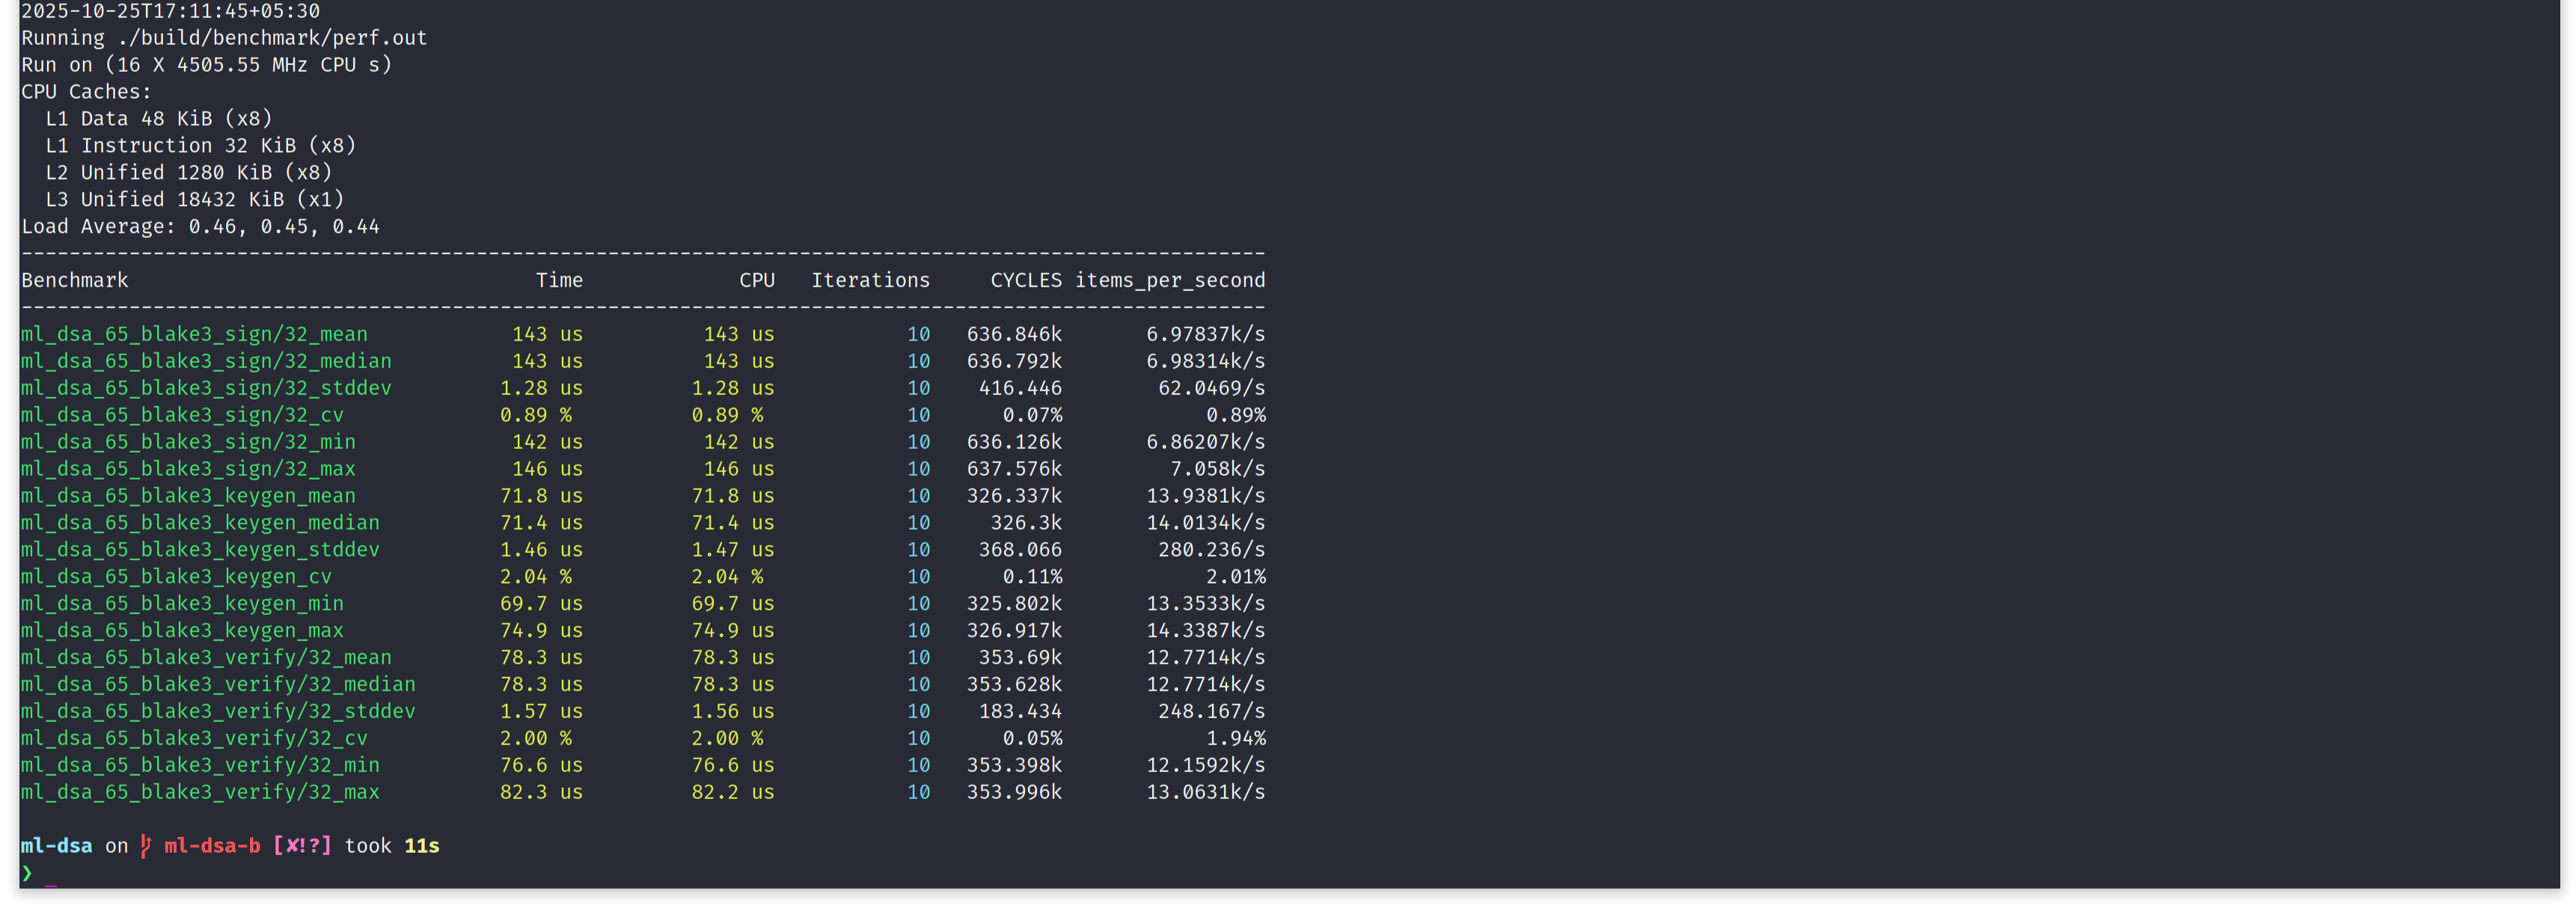 2025-10-25T17:11:45+05:30
Running ./build/benchmark/perf.out
Run on (16 X 4505.55 MHz CPU s)
CPU Caches:
  L1 Data 48 KiB (x8)
  L1 Instruction 32 KiB (x8)
  L2 Unified 1280 KiB (x8)
  L3 Unified 18432 KiB (x1)
Load Average: 0.46, 0.45, 0.44
--------------------------------------------------------------------------------------------------------
Benchmark                                  Time             CPU   Iterations     CYCLES items_per_second
--------------------------------------------------------------------------------------------------------
ml_dsa_65_blake3_sign/32_mean            143 us          143 us           10   636.846k       6.97837k/s
ml_dsa_65_blake3_sign/32_median          143 us          143 us           10   636.792k       6.98314k/s
ml_dsa_65_blake3_sign/32_stddev         1.28 us         1.28 us           10    416.446        62.0469/s
ml_dsa_65_blake3_sign/32_cv             0.89 %          0.89 %            10      0.07%            0.89%
ml_dsa_65_blake3_sign/32_min             142 us          142 us           10   636.126k       6.86207k/s
ml_dsa_65_blake3_sign/32_max             146 us          146 us           10   637.576k         7.058k/s
ml_dsa_65_blake3_keygen_mean            71.8 us         71.8 us           10   326.337k       13.9381k/s
ml_dsa_65_blake3_keygen_median          71.4 us         71.4 us           10     326.3k       14.0134k/s
ml_dsa_65_blake3_keygen_stddev          1.46 us         1.47 us           10    368.066        280.236/s
ml_dsa_65_blake3_keygen_cv              2.04 %          2.04 %            10      0.11%            2.01%
ml_dsa_65_blake3_keygen_min             69.7 us         69.7 us           10   325.802k       13.3533k/s
ml_dsa_65_blake3_keygen_max             74.9 us         74.9 us           10   326.917k       14.3387k/s
ml_dsa_65_blake3_verify/32_mean         78.3 us         78.3 us           10    353.69k       12.7714k/s
ml_dsa_65_blake3_verify/32_median       78.3 us         78.3 us           10   353.628k       12.7714k/s
ml_dsa_65_blake3_verify/32_stddev       1.57 us         1.56 us           10    183.434        248.167/s
ml_dsa_65_blake3_verify/32_cv           2.00 %          2.00 %            10      0.05%            1.94%
ml_dsa_65_blake3_verify/32_min          76.6 us         76.6 us           10   353.398k       12.1592k/s
ml_dsa_65_blake3_verify/32_max          82.3 us         82.2 us           10   353.996k       13.0631k/s
ml-dsa on  ml-dsa-b [✘!?] took 11s
❯ _